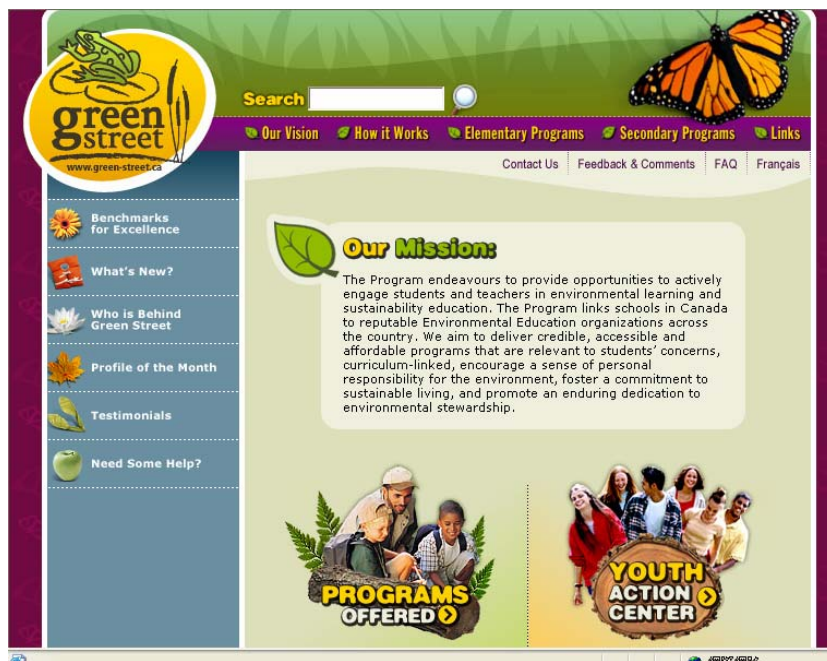 green
street
www.green-street.ca
Search
Our Vision
How it Works
Elementary Programs
Secondary Programs
Links
Contact Us
Feedback & Comments
FAQ
Français
Benchmarks
for Excellence
What's New?
Who is Behind
Green Street
Profile of the Month
Testimonials
Need Some Help?
Our Mission:
The Program endeavours to provide opportunities to actively
engage students and teachers in environmental learning and
sustainability education. The Program links schools in Canada
to reputable Environmental Education organizations across
the country. We aim to deliver credible, accessible and
affordable programs that are relevant to students' concerns,
curriculum-linked, encourage a sense of personal
responsibility for the environment, foster a commitment to
sustainable living, and promote an enduring dedication to
environmental stewardship.
PROGRAMS
OFFERED
YOUTH
ACTION
CENTER